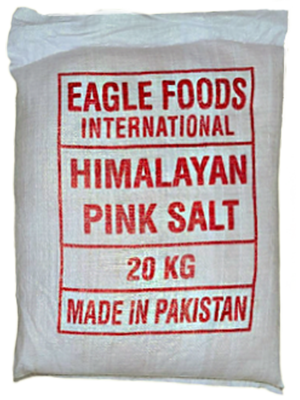 EAGLE FOODS
INTERNATIONAL
HIMALAYAN
PINK SALT
20 KG
MADE IN PAKISTAN